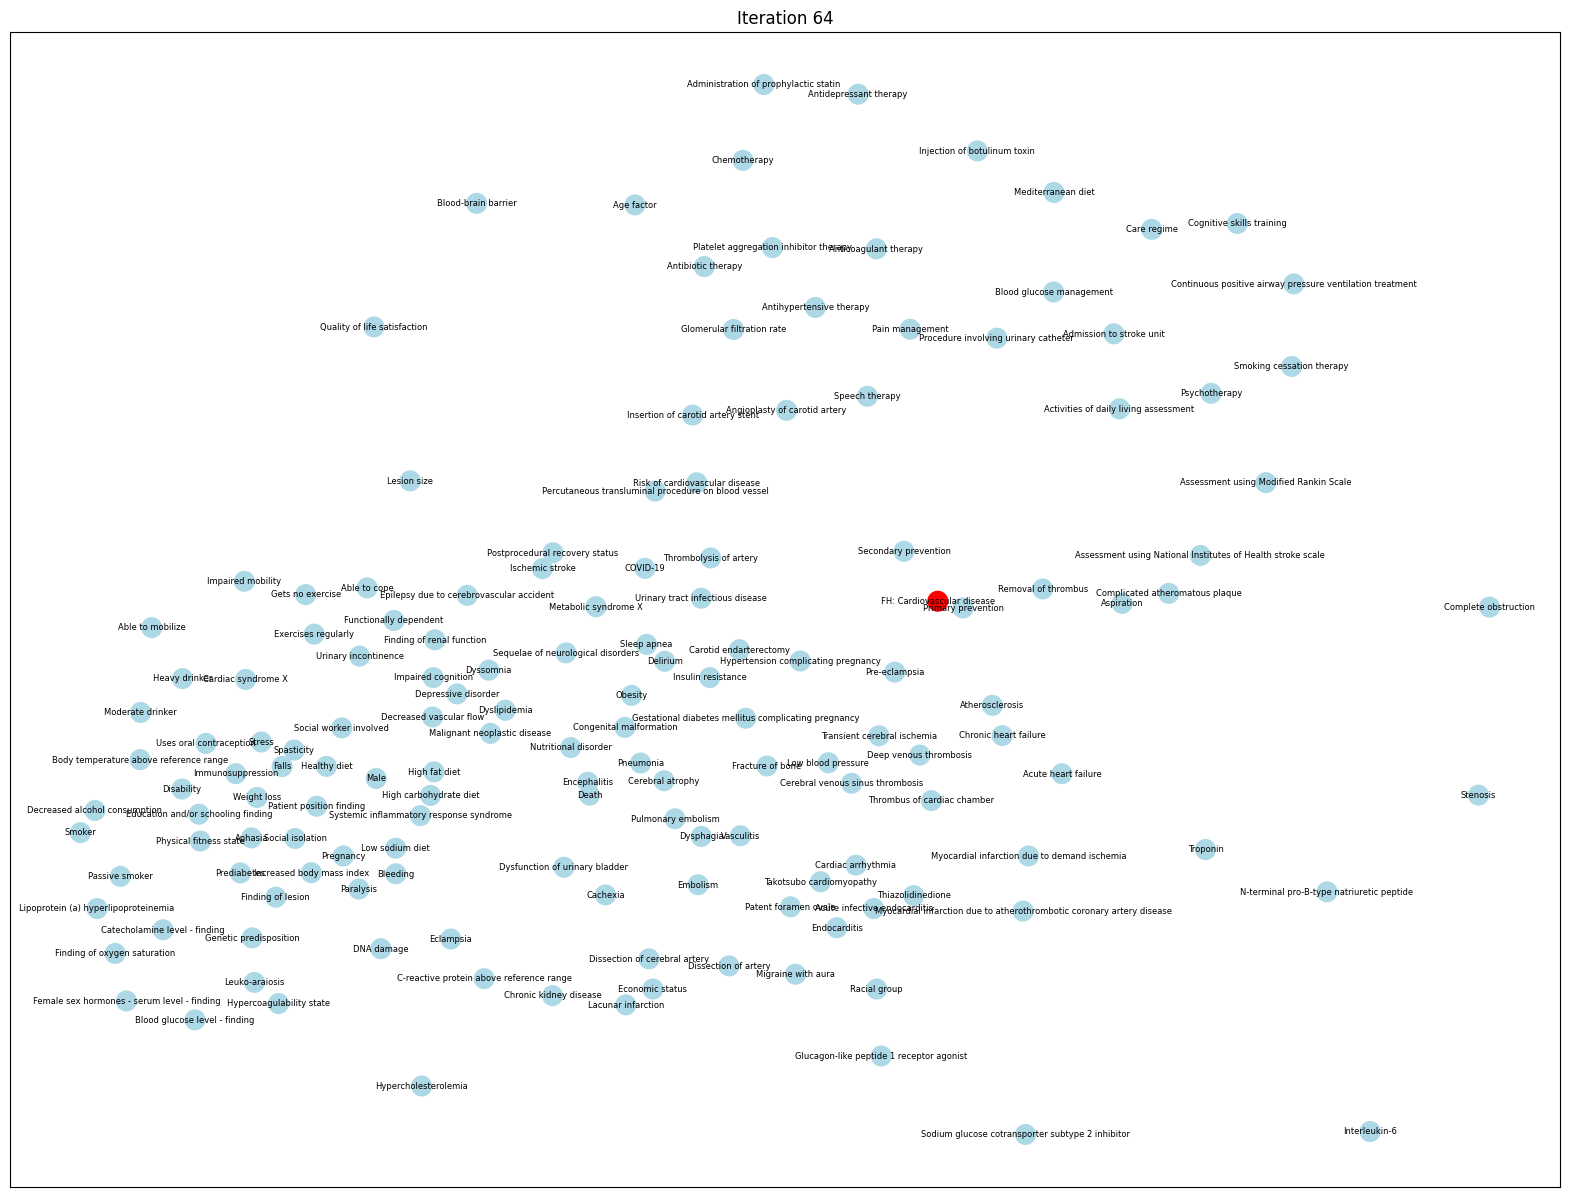 Iteration 64
Administration of prophylactic statin
Antidepressant therapy
Injection of botulinum toxin
Chemotherapy
Mediterranean diet
Blood-brain barrier
Age factor
Cognitive skills training
Care regime
Platelet aggregation inhibitor therapy
Anticoagulant therapy
Antibiotic therapy
Continuous positive airway pressure ventilation treatment
Blood glucose management
Antihypertensive therapy
Quality of life satisfaction
Glomerular filtration rate
Pain management
Procedure involving urinary catheter
Admission to stroke unit
Smoking cessation therapy
Psychotherapy
Speech therapy
Activities of daily living assessment
Insertion of carotid artery stent
Angioplasty of carotid artery
Lesion size
Risk of cardiovascular disease
Assessment using Modified Rankin Scale
Percutaneous transluminal procedure on blood vessel
Postprocedural recovery status
Secondary prevention
Thrombolysis of artery
Assessment using National Institutes of Health stroke scale
Ischemic stroke
COVID-19
Impaired mobility
Able to cope
Gets no exercise
Epilepsy due to cerebrovascular accident
Removal of thrombus
Complicated atheromatous plaque
Urinary tract infectious disease
FH: Cardiovascular disease
Aspiration
Metabolic syndrome X
Primary prevention
Complete obstruction
Functionally dependent
Able to mobilize
Exercises regularly
Finding of renal function
Sleep apnea
Carotid endarterectomy
Urinary incontinence
Sequelae of neurological disorders
Delirium
Hypertension complicating pregnancy
Dyssomnia
Pre-eclampsia
Heavy drinker
Cardiac syndrome X
Impaired cognition
Insulin resistance
Depressive disorder
Obesity
Atherosclerosis
Moderate drinker
Dyslipidemia
Decreased vascular flow
Gestational diabetes mellitus complicating pregnancy
Social worker involved
Congenital malformation
Malignant neoplastic disease
Transient cerebral ischemia
Chronic heart failure
Uses oral contraception
Stress
Spasticity
Nutritional disorder
Deep venous thrombosis
Body temperature above reference range
Falls
Healthy diet
Pneumonia
Fracture of bone
Low blood pressure
Immunosuppression
High fat diet
Acute heart failure
Male
Encephalitis
Cerebral atrophy
Cerebral venous sinus thrombosis
Disability
Weight loss
High carbohydrate diet
Death
Stenosis
Thrombus of cardiac chamber
Decreased alcohol consumption
Education and/or schooling finding
Patient position finding
Systemic inflammatory response syndrome
Pulmonary embolism
Smoker
Physical fitness state
Aphasia
Social isolation
Dysphagia
Vasculitis
Low sodium diet
Troponin
Pregnancy
Myocardial infarction due to demand ischemia
Dysfunction of urinary bladder
Cardiac arrhythmia
Passive smoker
Prediabetes
Increased body mass index
Bleeding
Takotsubo cardiomyopathy
Paralysis
Embolism
N-terminal pro-B-type natriuretic peptide
Finding of lesion
Cachexia
Thiazolidinedione
Lipoprotein (a) hyperlipoproteinemia
Patent foramen ovale
Acute infective endocarditis
Myocardial infarction due to atherothrombotic coronary artery disease
Catecholamine level - finding
Endocarditis
Genetic predisposition
Eclampsia
DNA damage
Finding of oxygen saturation
Dissection of cerebral artery
Dissection of artery
Migraine with aura
Leuko-araiosis
C-reactive protein above reference range
Economic status
Racial group
Chronic kidney disease
Female sex hormones - serum level - finding
Hypercoagulability state
Lacunar infarction
Blood glucose level - finding
Glucagon-like peptide 1 receptor agonist
Hypercholesterolemia
Sodium glucose cotransporter subtype 2 inhibitor
Interleukin-6